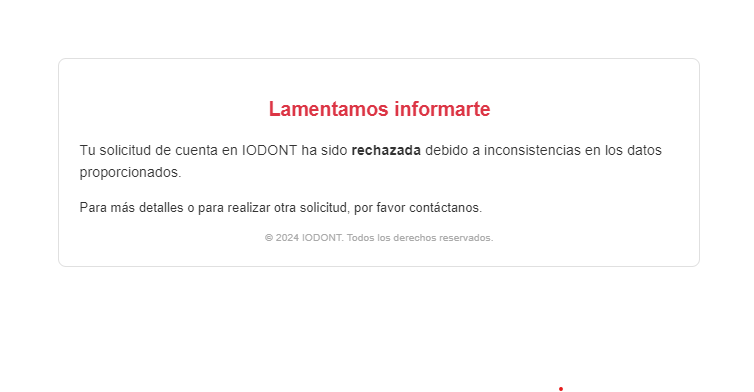 Lamentamos informarte
Tu solicitud de cuenta en IODONT ha sido rechazada debido a inconsistencias en los datos
proporcionados.
Para más detalles o para realizar otra solicitud, por favor contáctanos.
© 2024 IODONT. Todos los derechos reservados.